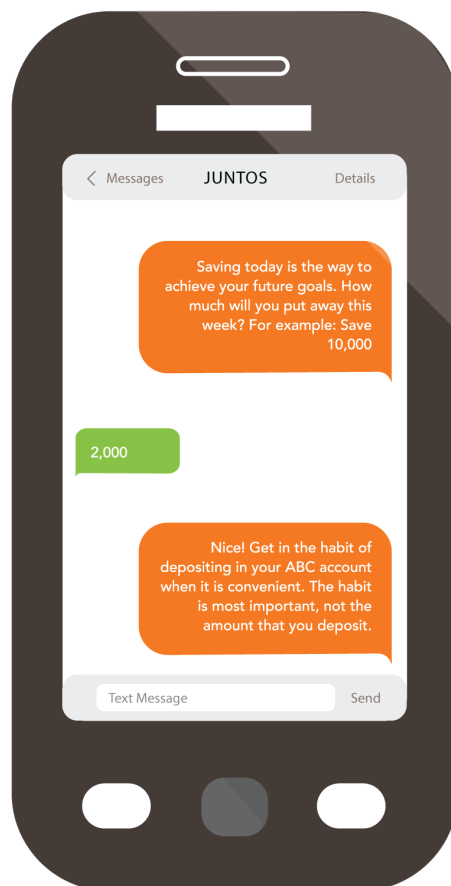 Messages JUNTOS Details
Saving today is the way to
achieve your future goals. How
much will you put away this
week? For example: Save
10,000
2,000
Nice! Get in the habit of
depositing in your ABC account
when it is convenient. The habit
is most important, not the
amount that you deposit.
Text Message Send